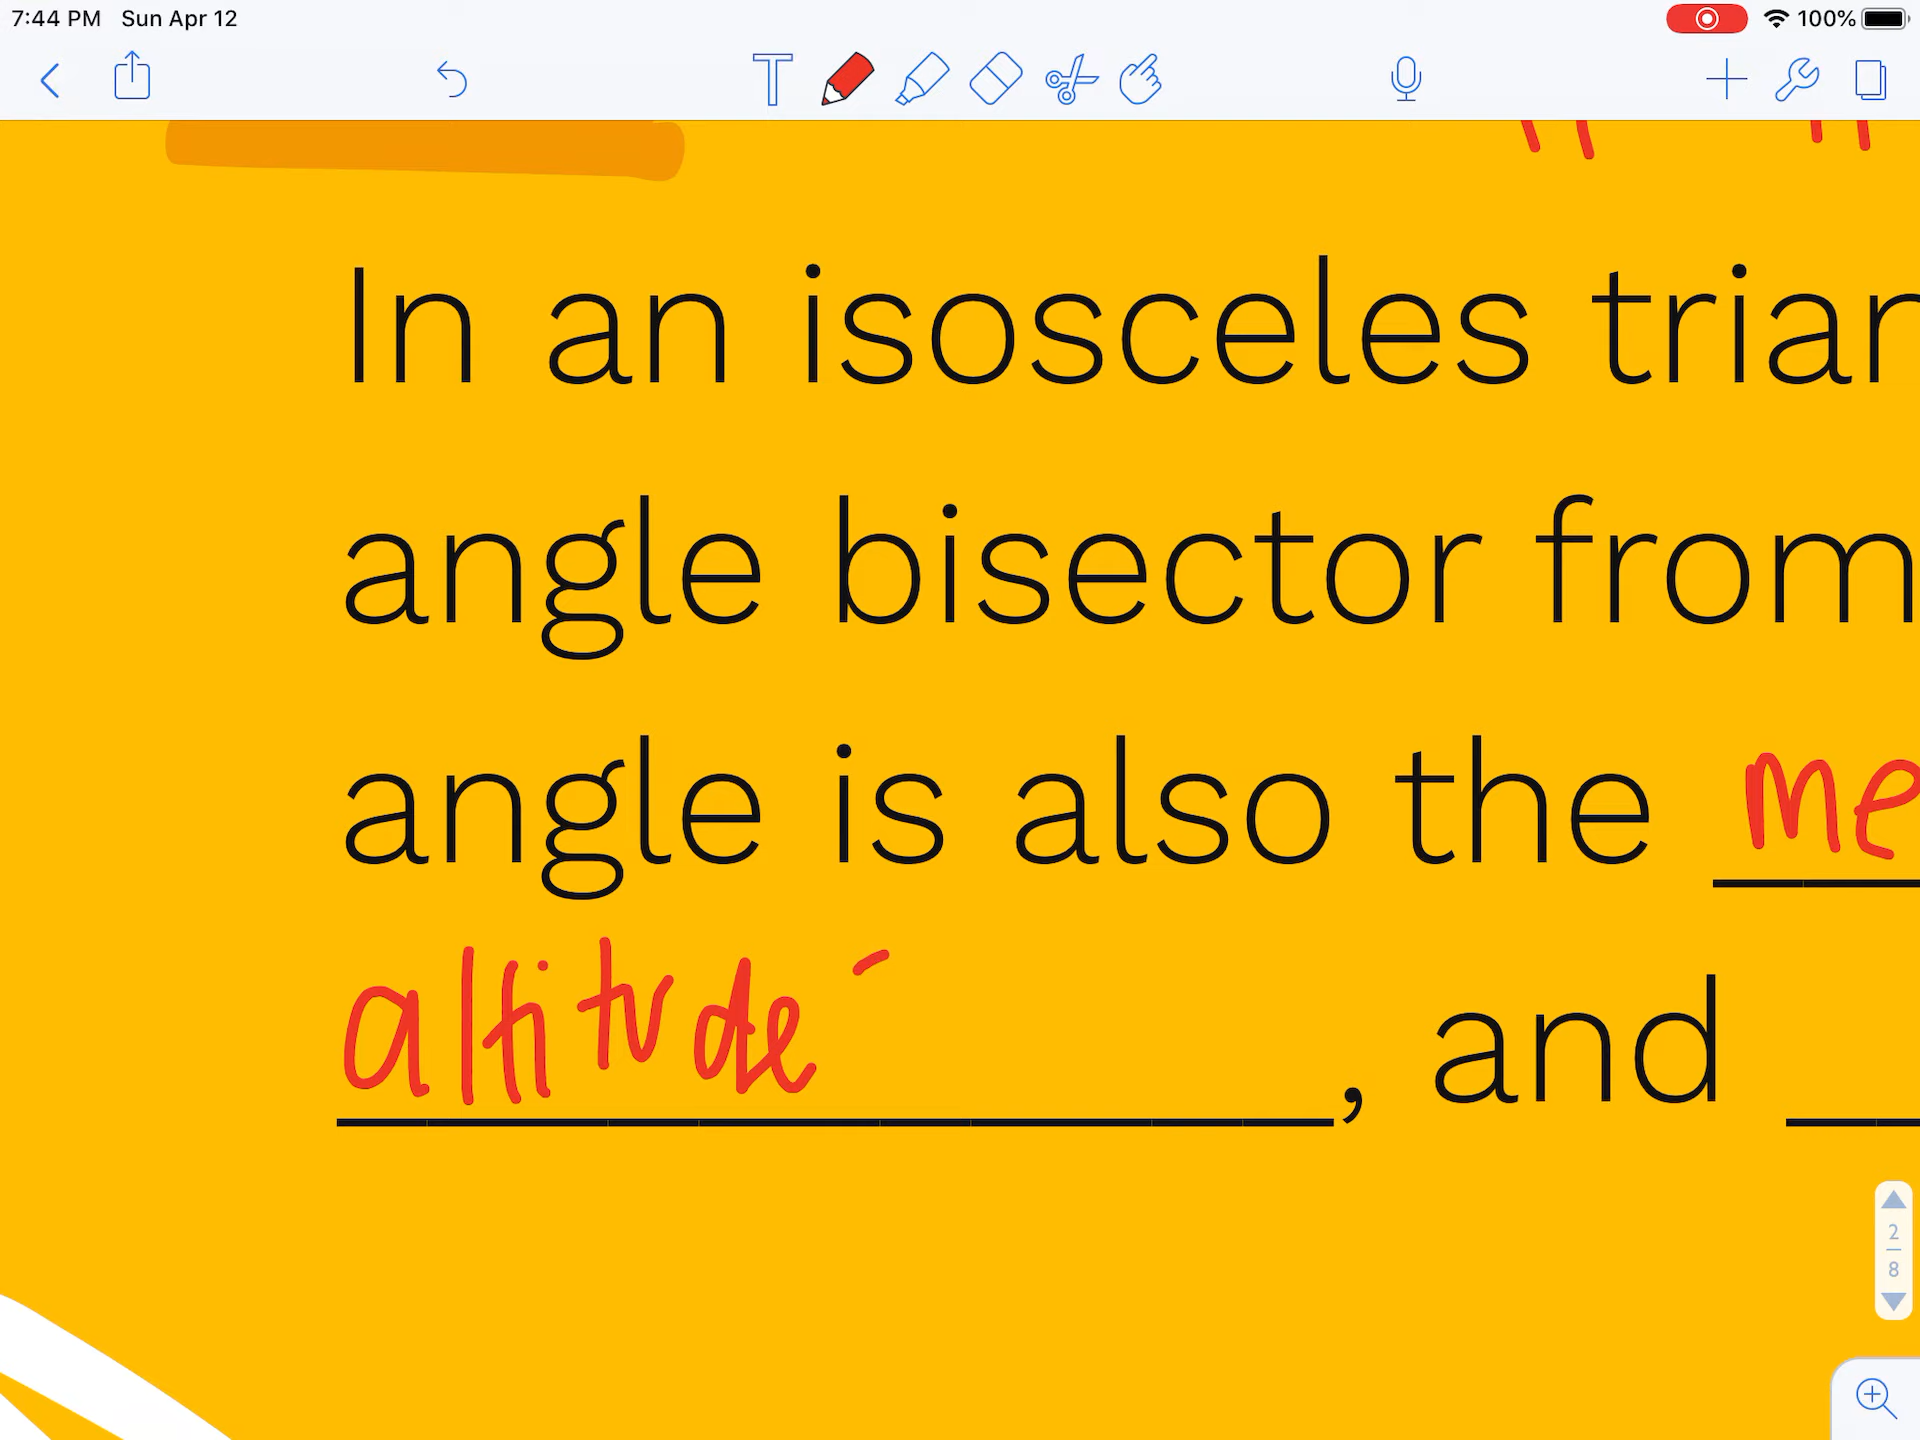 7:44 PM Sun Apr 12
100%
T
In an isosceles trian
angle bisector from
angle is also the me
altitude
, and
2
8